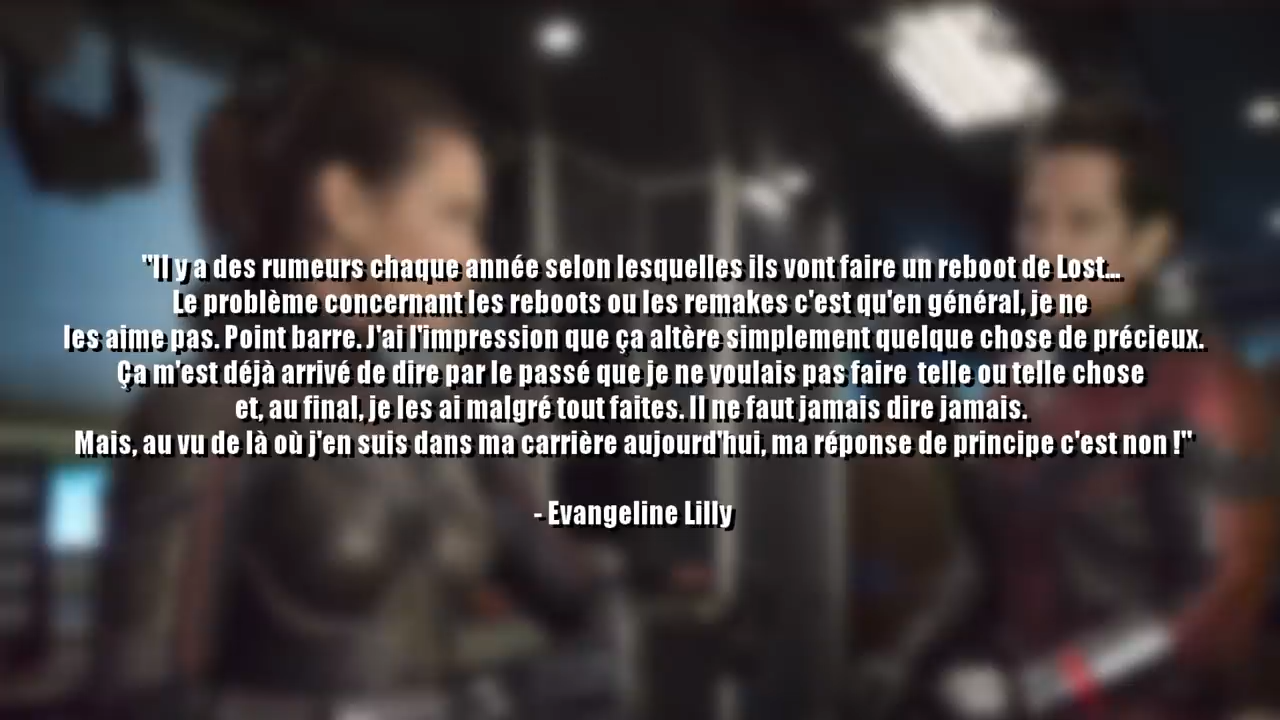 "Il y a des rumeurs chaque année selon lesquelles ils vont faire un reboot de Lost...
Le problème concernant les reboots ou les remakes c'est qu'en général, je ne
les aime pas. Point barre. J'ai l'impression que ça altère simplement quelque chose de précieux.
Ça m'est déjà arrivé de dire par le passé que je ne voulais pas faire  telle ou telle chose
et, au final, je les ai malgré tout faites. Il ne faut jamais dire jamais.
Mais, au vu de là où j'en suis dans ma carrière aujourd'hui, ma réponse de principe c'est non !"
- Evangeline Lilly